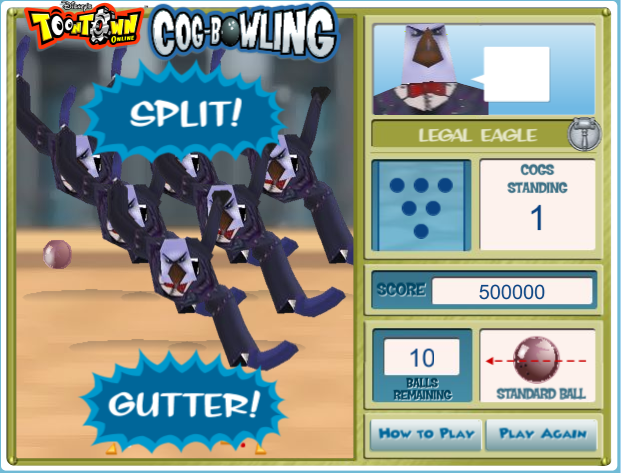 Disney's
TOONTOWN
ONLINE
COG-BOWLING
SPLIT!
LEGAL EAGLE
COGS
STANDING
1
SCORE
500000
10
BALLS
REMAINING
STANDARD BALL
GUTTER!
HOW TO PLAY
PLAY AGAIN